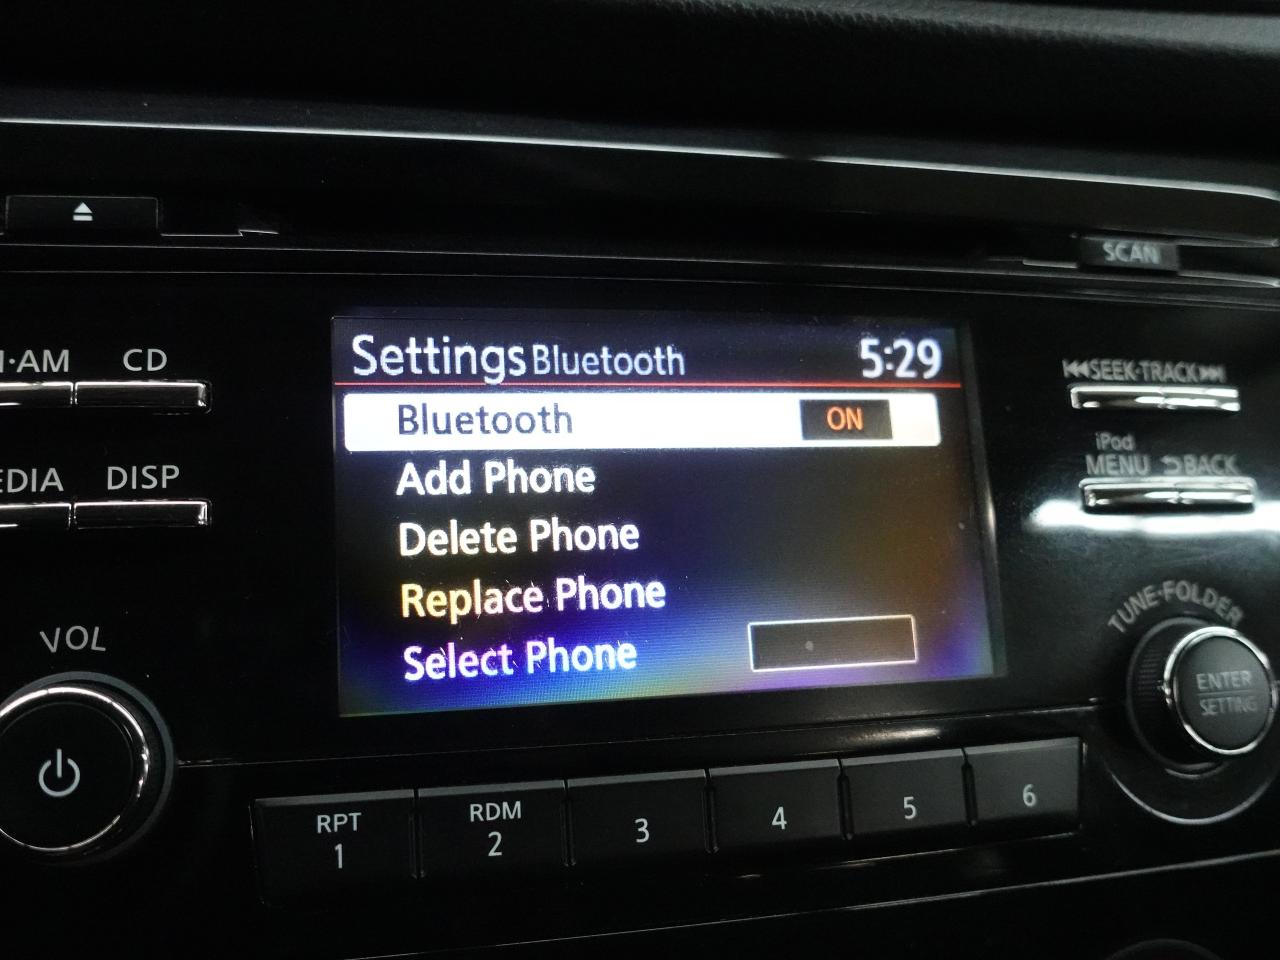 SCAN
·AM
CD
SEEK·TRACK
EDIA
DISP
iPod
MENU
BACK
Settings Bluetooth 5:29
Bluetooth ON
Add Phone
Delete Phone
Replace Phone
Select Phone
VOL
TUNE·FOLDER
ENTER
SETTING
RPT
1
RDM
2
3
4
5
6